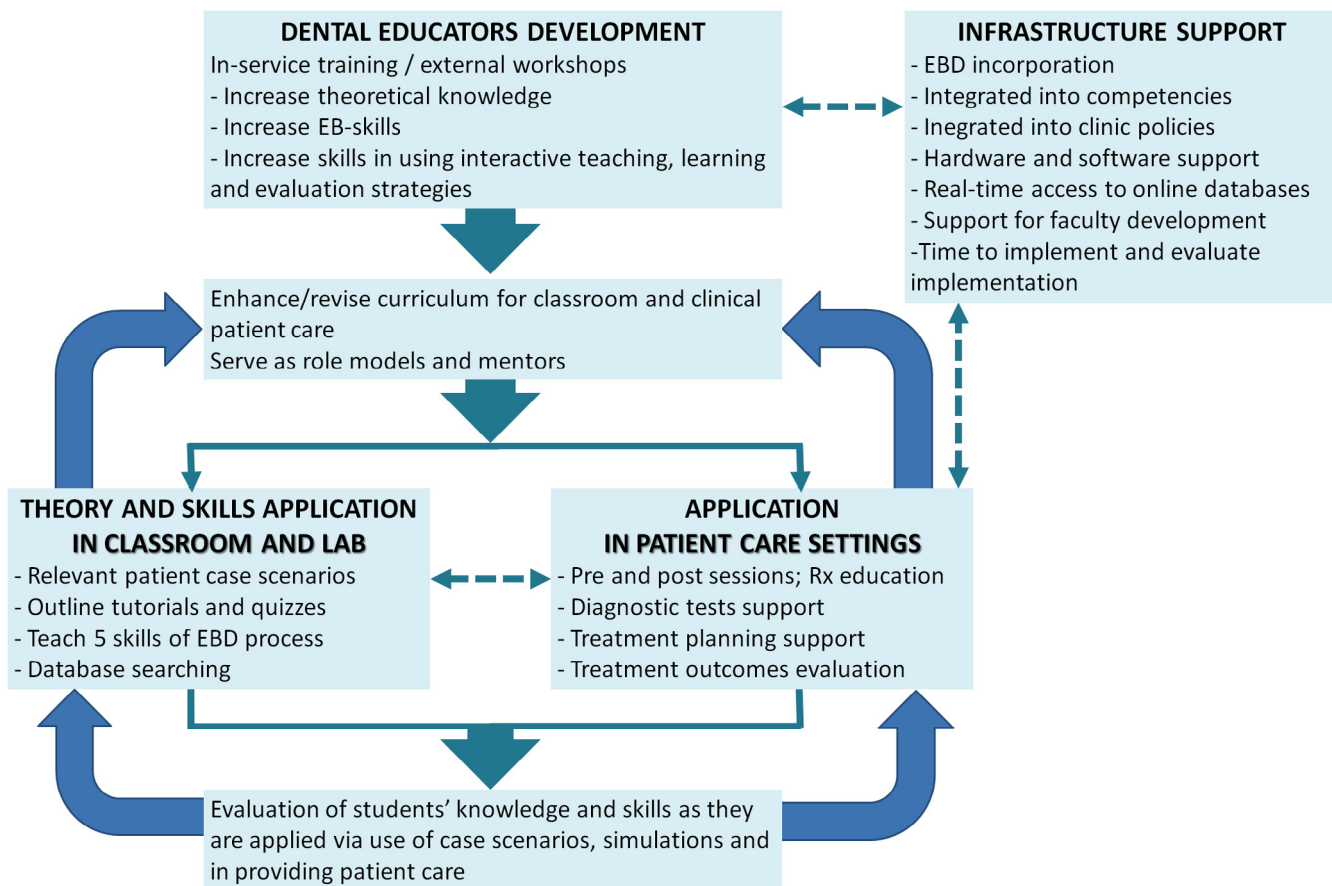 DENTAL EDUCATORS DEVELOPMENT
In-service training / external workshops
- Increase theoretical knowledge
- Increase EB-skills
- Increase skills in using interactive teaching, learning
and evaluation strategies
INFRASTRUCTURE SUPPORT
- EBD incorporation
- Integrated into competencies
- Inegrated into clinic policies
- Hardware and software support
- Real-time access to online databases
- Support for faculty development
-Time to implement and evaluate
implementation
Enhance/revise curriculum for classroom and clinical
patient care
Serve as role models and mentors
THEORY AND SKILLS APPLICATION
IN CLASSROOM AND LAB
- Relevant patient case scenarios
- Outline tutorials and quizzes
- Teach 5 skills of EBD process
- Database searching
APPLICATION
IN PATIENT CARE SETTINGS
- Pre and post sessions; Rx education
- Diagnostic tests support
- Treatment planning support
- Treatment outcomes evaluation
Evaluation of students’ knowledge and skills as they
are applied via use of case scenarios, simulations and
in providing patient care